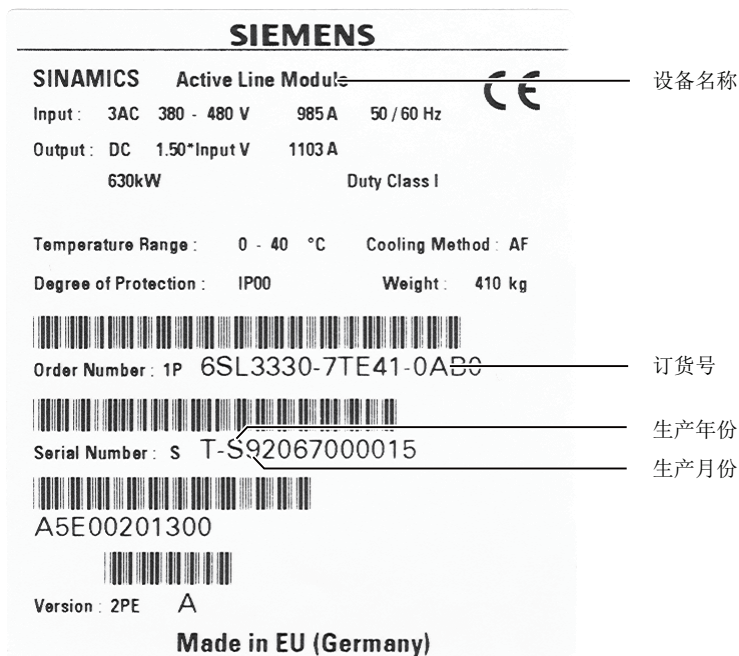 SIEMENS
SINAMICS Active Line Module 设备名称
Input : 3AC 380 - 480 V 985 A 50 / 60 Hz
Output : DC 1.50*Input V 1103 A
630kW Duty Class I
Temperature Range : 0 - 40 °C Cooling Method : AF
Degree of Protection : IP00 Weight : 410 kg
Order Number : 1P 6SL3330-7TE41-0AB0 订货号
生产年份
Serial Number : S T-S92067000015
生产月份
A5E00201300
Version : 2PE A
Made in EU (Germany)